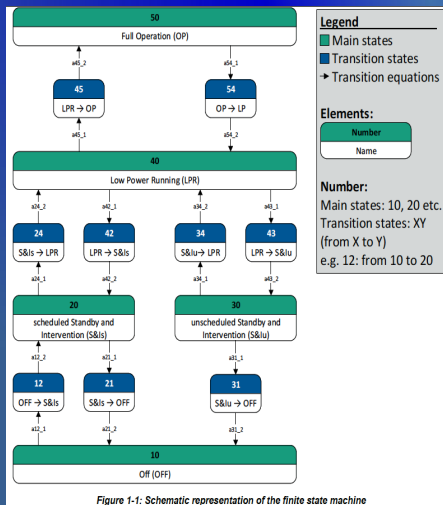 50
Full Operation (OP)
a45_2
a54_1
45
LPR → OP
54
OP → LP
a45_1
a54_2
40
Low Power Running (LPR)
a24_2
a42_1
a34_2
a43_1
24
S&Is → LPR
42
LPR → S&Is
34
S&Iu→ LPR
43
LPR → S&Iu
a24_1
a42_2
a34_1
a43_2
20
scheduled Standby and
Intervention (S&Is)
30
unscheduled Standby and
Intervention (S&Iu)
a12_2
a21_1
a31_1
12
OFF → S&Is
21
S&Is → OFF
31
S&Iu → OFF
a12_1
a21_2
a31_2
10
Off (OFF)
Legend
Main states
Transition states
→ Transition equations
Elements:
Number
Name
Number:
Main states: 10, 20 etc.
Transition states: XY
(from X to Y)
e.g. 12: from 10 to 20
Figure 1-1: Schematic representation of the finite state machine